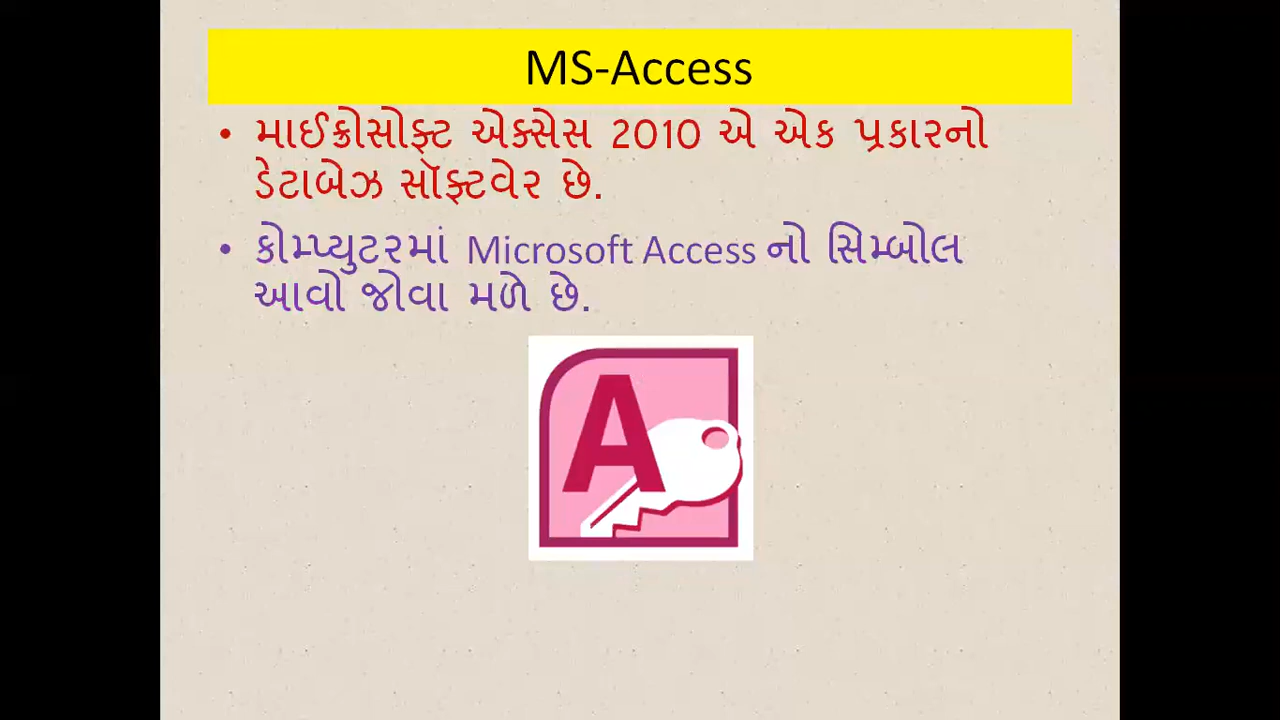 MS-Access
• માઈક્રોસોફ્ટ એક્સેસ 2010 એ એક પ્રકારનો
ડેટાબેઝ સૉફ્ટવેર છે.
• કોમ્પ્યુટરમાં Microsoft Access નો સિમ્બોલ
આવો જોવા મળે છે.
A